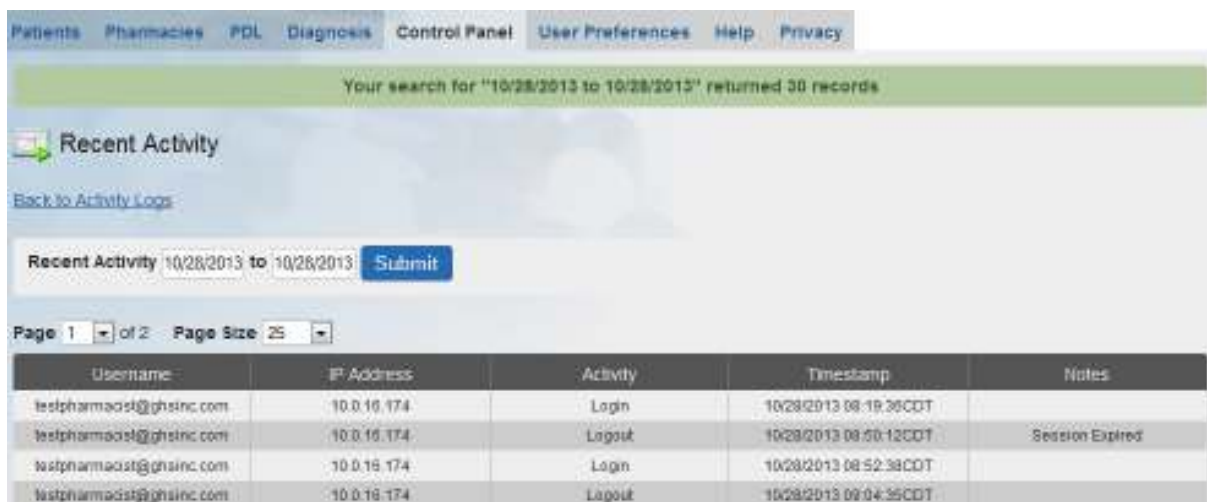 Patients Pharmacies PDL Diagnosis Control Panel User Preferences Help Privacy
Your search for "10/28/2013 to 10/28/2013" returned 30 records
Recent Activity
Back to Activity Logs
Recent Activity 10/28/2013 to 10/28/2013 Submit
Page 1 of 2 Page Size 25
Username IP Address Activity Timestamp Notes
testpharmacist@ghsinc.com 10.0.16.174 Login 10/28/2013 08:19:36CDT
testpharmacist@ghsinc.com 10.0.16.174 Logout 10/28/2013 08:50:12CDT Session Expired
testpharmacist@ghsinc.com 10.0.16.174 Login 10/28/2013 08:52:38CDT
testpharmacist@ghsinc.com 10.0.16.174 Logout 10/28/2013 09:04:35CDT